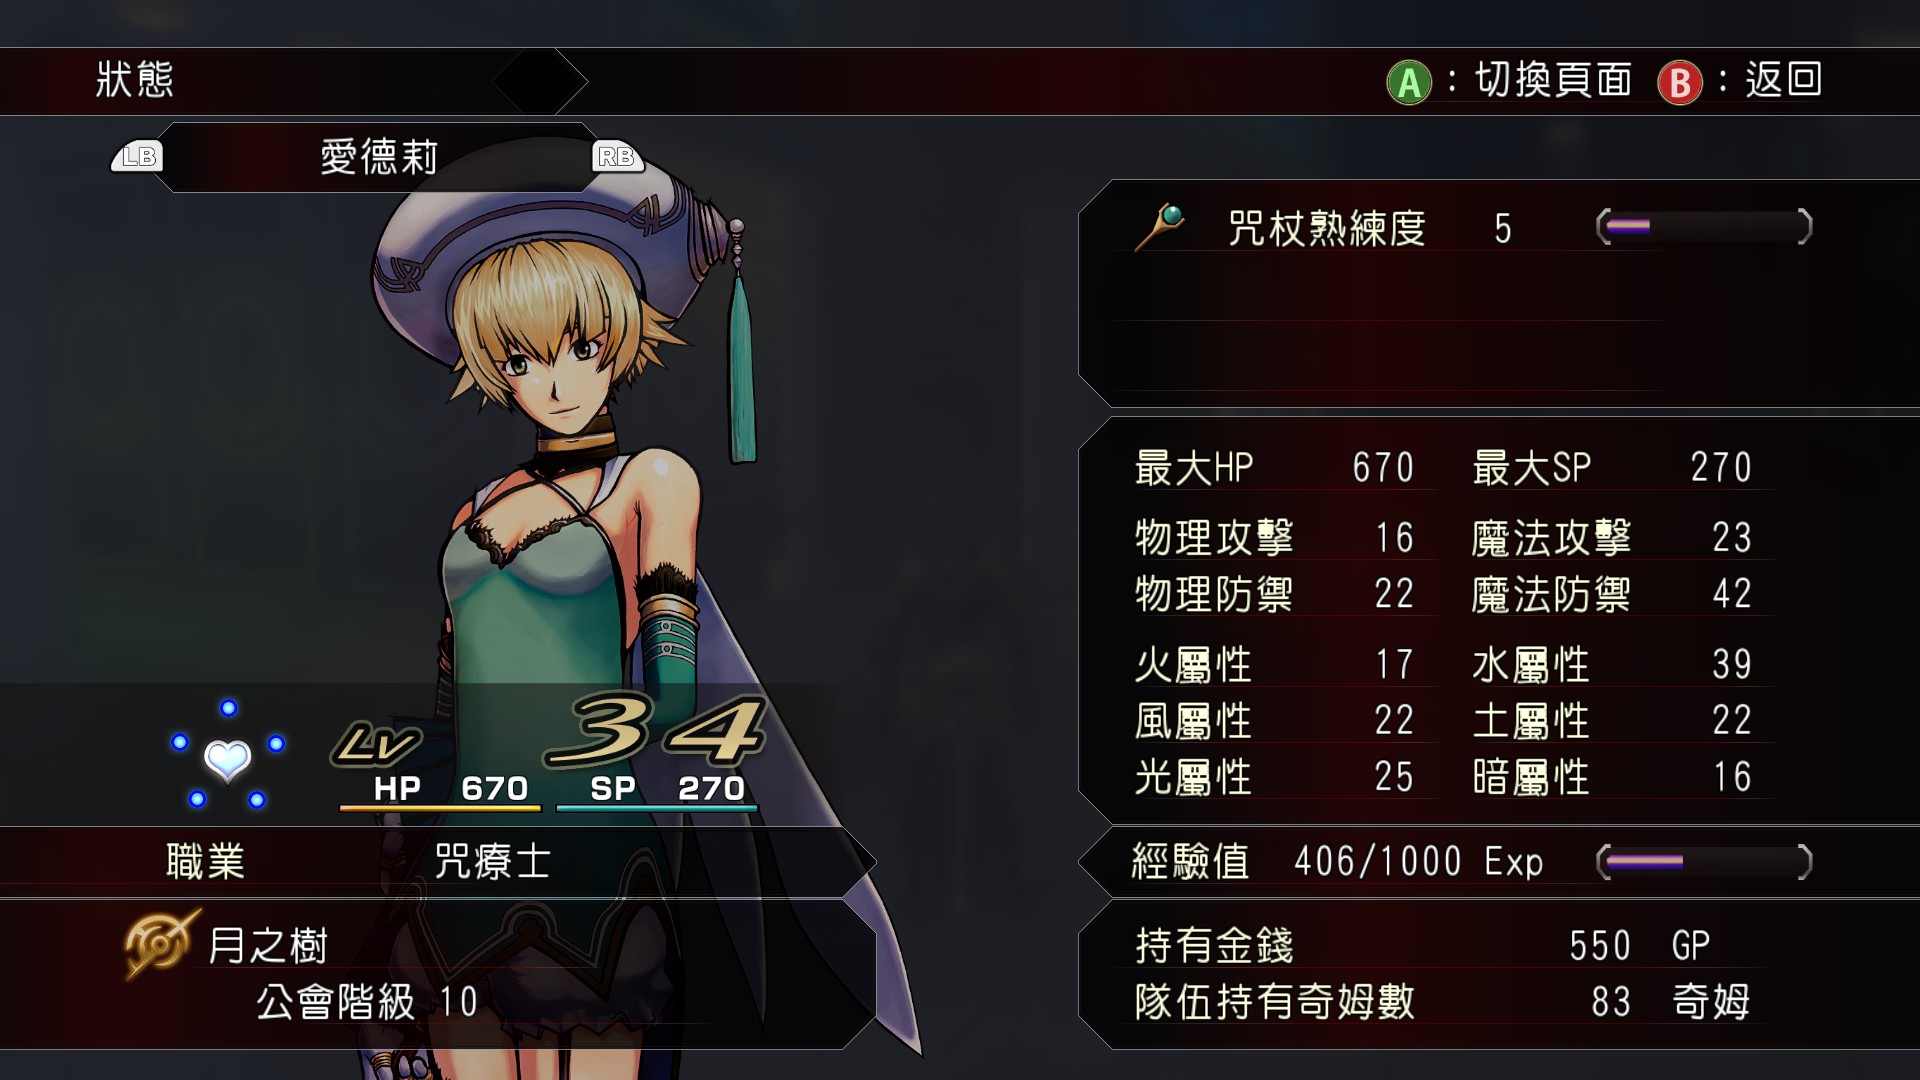 狀態
A：切換頁面 B：返回
LB 愛德莉 RB
咒杖熟練度 5
最大HP 670 最大SP 270
物理攻擊 16 魔法攻擊 23
物理防禦 22 魔法防禦 42
火屬性 17 水屬性 39
風屬性 22 土屬性 22
光屬性 25 暗屬性 16
Lv 34
HP 670 SP 270
職業 咒療士
經驗值 406/1000 Exp
月之樹
公會階級 10
持有金錢 550 GP
隊伍持有奇姆數 83 奇姆